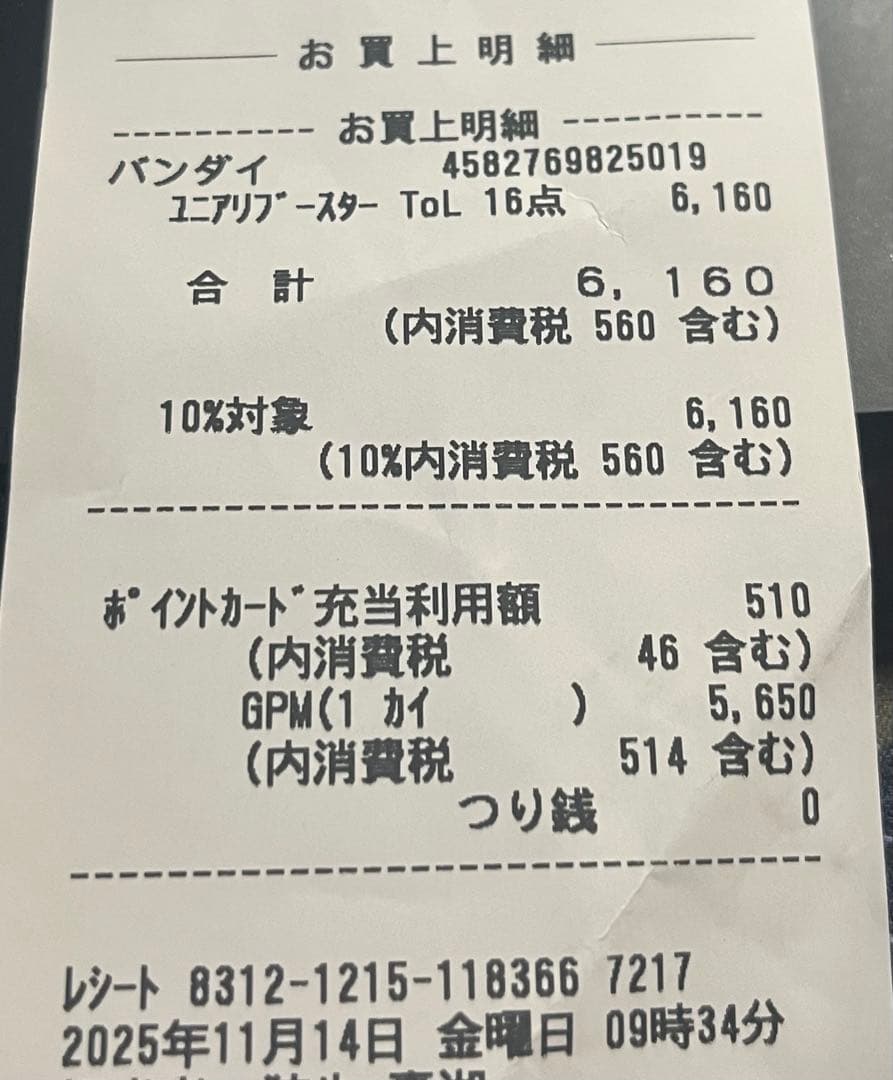 お買上明細
お買上明細
バンダイ 4582769825019
ﾕﾆｱﾘﾌﾞｰｽﾀｰ ToL 16点 6,160
合計 6,160
(内消費税 560 含む)
10%対象 6,160
(10%内消費税 560 含む)
ﾎﾟｲﾝﾄｶｰﾄﾞ充当利用額 510
(内消費税 46 含む)
GPM(1 ｶｲ ) 5,650
(内消費税 514 含む)
つり銭 0
ﾚｼｰﾄ 8312-1215-118366 7217
2025年11月14日 金曜日 09時34分